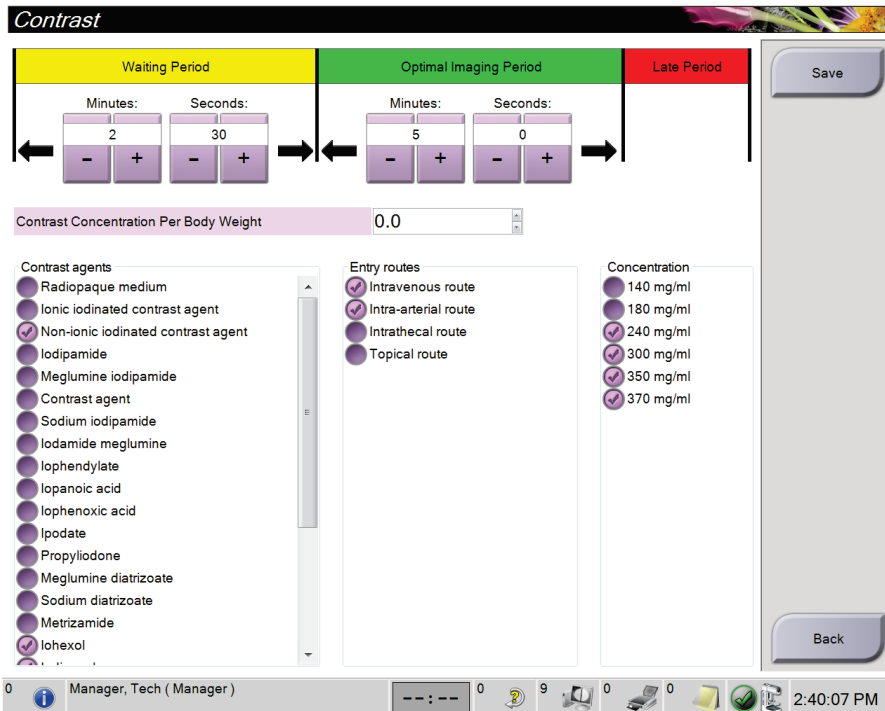 Contrast
Waiting Period
Optimal Imaging Period
Late Period
Save
Minutes:
Seconds:
Minutes:
Seconds:
2
30
5
0
- + - + - + - +
Contrast Concentration Per Body Weight
0.0
Contrast agents
Radiopaque medium
Ionic iodinated contrast agent
Non-ionic iodinated contrast agent
Iodipamide
Meglumine iodipamide
Contrast agent
Sodium iodipamide
Iodamide meglumine
Iophendylate
Iopanoic acid
Iophenoxic acid
Ipodate
Propyliodone
Meglumine diatrizoate
Sodium diatrizoate
Metrizamide
Iohexol
Entry routes
Intravenous route
Intra-arterial route
Intrathecal route
Topical route
Concentration
140 mg/ml
180 mg/ml
240 mg/ml
300 mg/ml
350 mg/ml
370 mg/ml
Back
0
Manager, Tech ( Manager )
--:--
0
9
0
0
2:40:07 PM